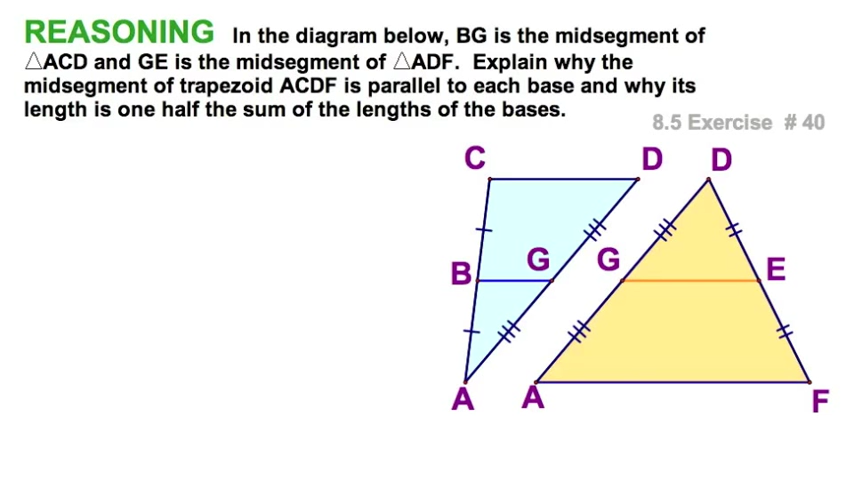 REASONING In the diagram below, BG is the midsegment of
△ACD and GE is the midsegment of △ADF. Explain why the
midsegment of trapezoid ACDF is parallel to each base and why its
length is one half the sum of the lengths of the bases.
8.5 Exercise # 40
C D D
B G G E
A A F